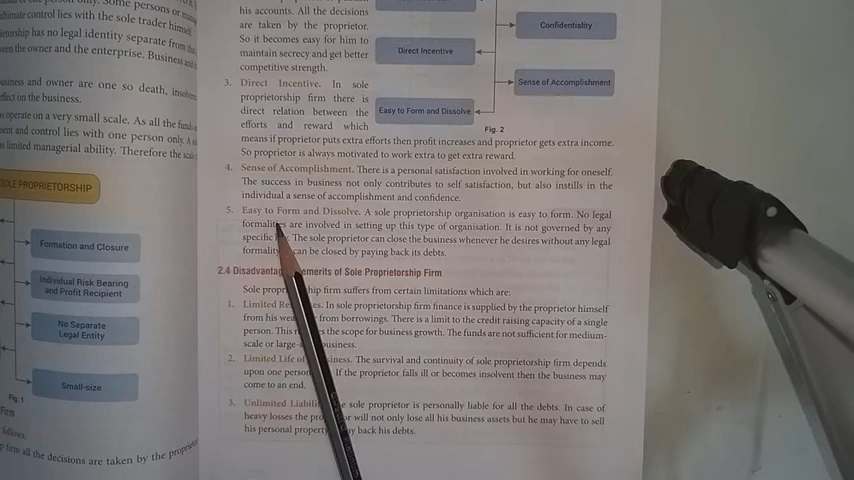 ultimate control lies with the sole trader himself
ietorship has no legal identity separate from
ween the owner and the enterprise. Business and
usiness and owner are one so death,
effect on the business.
s operate on a very small scale. As all the
ment and control lies with one person only. A
limited managerial ability. Therefore the
SOLE PROPRIETORSHIP
Formation and Closure
Individual Risk Bearing
and Profit Recipient
No Separate
Legal Entity
Small-size
Fig. 1
Firm
follows:
firm all the decisions are taken by the
his accounts. All the decisions
are taken by the proprietor.
So it becomes easy for him to
maintain secrecy and get better
competitive strength.
3. Direct Incentive. In sole
proprietorship firm there is
direct relation between the
efforts and reward which
means if proprietor puts extra efforts then profit increases and proprietor gets extra income.
So proprietor is always motivated to work extra to get extra reward.
Confidentiality
Direct Incentive
Sense of Accomplishment
Easy to Form and Dissolve
Fig. 2
4. Sense of Accomplishment. There is a personal satisfaction involved in working for oneself.
The success in business not only contributes to self satisfaction, but also instills in the
individual a sense of accomplishment and confidence.
5. Easy to Form and Dissolve. A sole proprietorship organisation is easy to form. No legal
formalities are involved in setting up this type of organisation. It is not governed by any
specific The sole proprietor can close the business whenever he desires without any legal
formality can be closed by paying back its debts.
2.4 Disadvantag emerits of Sole Proprietorship Firm
Sole propr ship firm suffers from certain limitations which are:
1. Limited Re es. In sole proprietorship firm finance is supplied by the proprietor himself
from his wea from borrowings. There is a limit to the credit raising capacity of a single
person. This the scope for business growth. The funds are not sufficient for medium-
scale or large- business.
2. Limited Life of iness. The survival and continuity of sole proprietorship firm depends
upon one person If the proprietor falls ill or becomes insolvent then the business may
come to an end.
3. Unlimited Liabili e sole proprietor is personally liable for all the debts. In case of
heavy losses the pro or will not only lose all his business assets but he may have to sell
his personal property ay back his debts.